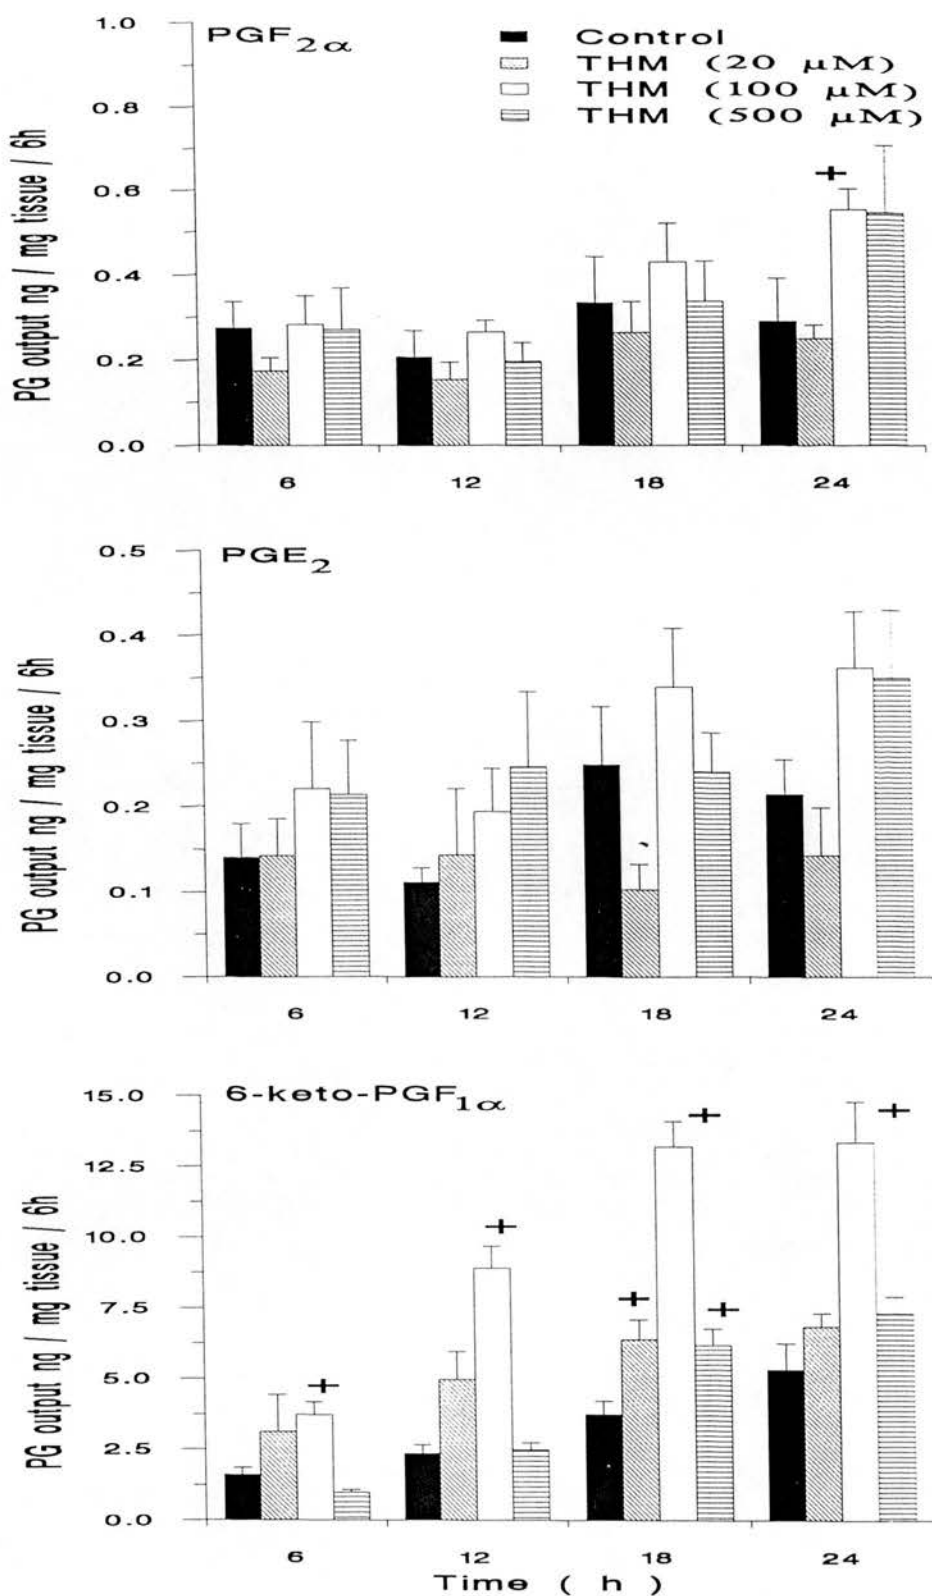 PGF2α
Control
THM (20 μM)
THM (100 μM)
THM (500 μM)
PG output ng / mg tissue / 6h
1.0
0.8
0.6
0.4
0.2
0.0
6 12 18 24
PGE2
PG output ng / mg tissue / 6h
0.5
0.4
0.3
0.2
0.1
0.0
6 12 18 24
6-keto-PGF1α
PG output ng / mg tissue / 6h
15.0
12.5
10.0
7.5
5.0
2.5
0.0
6 12 18 24
Time ( h )